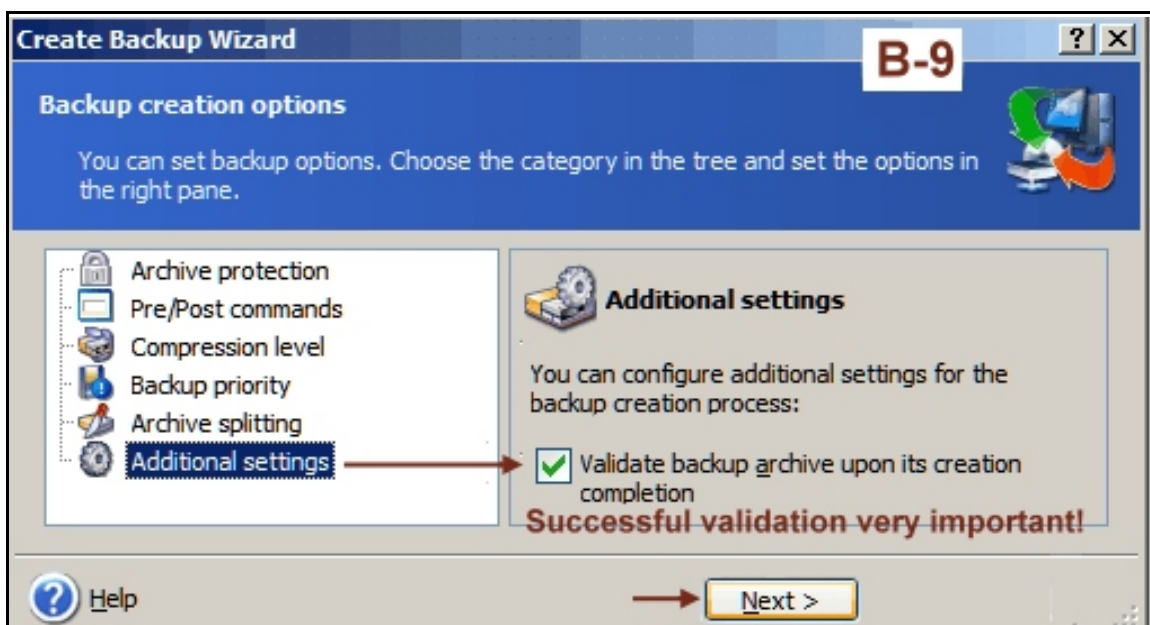 Create Backup Wizard
B-9
? X
Backup creation options
You can set backup options. Choose the category in the tree and set the options in
the right pane.
Archive protection
Pre/Post commands
Compression level
Backup priority
Archive splitting
Additional settings
Additional settings
You can configure additional settings for the
backup creation process:
Validate backup archive upon its creation
completion
Successful validation very important!
? Help
Next >